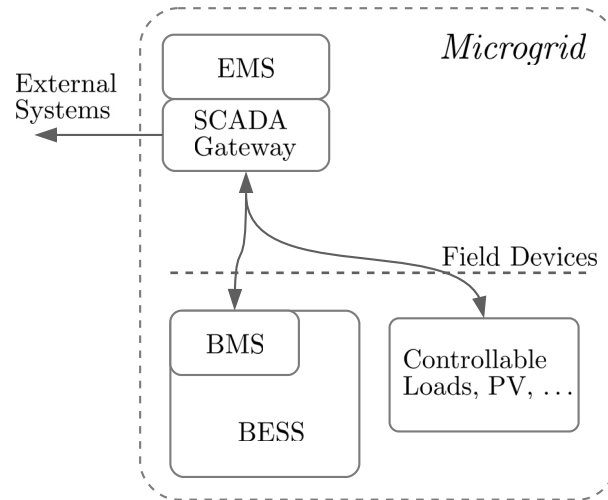 Microgrid
EMS
External
Systems
SCADA
Gateway
Field Devices
BMS
Controllable
Loads, PV, ...
BESS